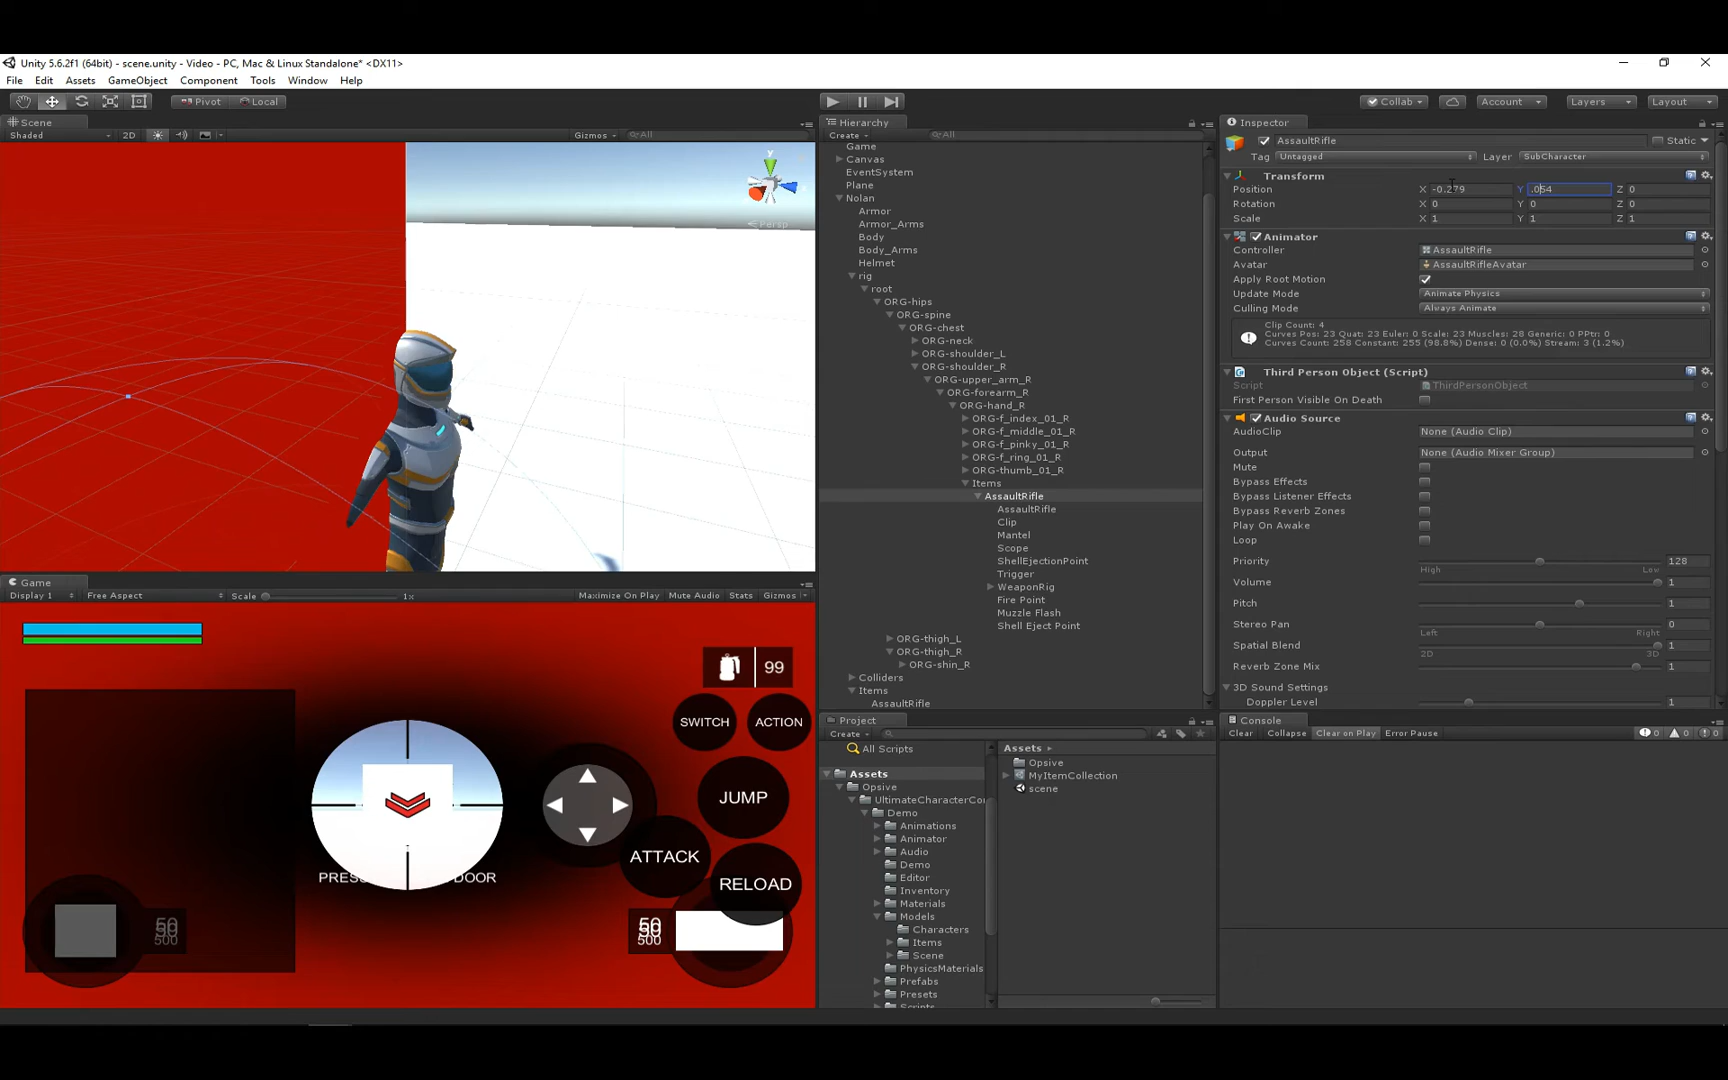 Unity 5.6.2f1 (64bit) - scene.unity - Video - PC, Mac & Linux Standalone* <DX11>
File Edit Assets GameObject Component Tools Window Help
Pivot Local Collab Account Layers Layout
Scene
Shaded 2D Gizmos All
y
Persp
Hierarchy
Create All
Game
Canvas
EventSystem
Plane
Nolan
Armor
Armor_Arms
Body
Body_Arms
Helmet
rig
root
ORG-hips
ORG-spine
ORG-chest
ORG-neck
ORG-shoulder_L
ORG-shoulder_R
ORG-upper_arm_R
ORG-forearm_R
ORG-hand_R
ORG-f_index_01_R
ORG-f_middle_01_R
ORG-f_pinky_01_R
ORG-f_ring_01_R
ORG-thumb_01_R
Items
AssaultRifle
AssaultRifle
Clip
Mantel
Scope
ShellEjectionPoint
Trigger
WeaponRig
Fire Point
Muzzle Flash
Shell Eject Point
ORG-thigh_L
ORG-thigh_R
ORG-shin_R
Colliders
Items
AssaultRifle
Inspector
AssaultRifle Static
Tag Untagged Layer SubCharacter
Transform
Position X -0.279 Y .054 Z 0
Rotation X 0 Y 0 Z 0
Scale X 1 Y 1 Z 1
Animator
Controller AssaultRifle
Avatar AssaultRifleAvatar
Apply Root Motion
Update Mode Animate Physics
Culling Mode Always Animate
Clip Count: 4
Curves Pos: 23 Quat: 23 Euler: 0 Scale: 23 Muscles: 28 Generic: 0 PPtr: 0
Curves Count: 258 Constant: 255 (98.8%) Dense: 0 (0.0%) Stream: 3 (1.2%)
Third Person Object (Script)
Script ThirdPersonObject
First Person Visible On Death
Audio Source
AudioClip None (Audio Clip)
Output None (Audio Mixer Group)
Mute
Bypass Effects
Bypass Listener Effects
Bypass Reverb Zones
Play On Awake
Loop
Priority 128
High Low
Volume 1
Pitch 1
Stereo Pan 0
Left Right
Spatial Blend 1
2D 3D
Reverb Zone Mix 1
3D Sound Settings
Doppler Level 1
Game
Display 1 Free Aspect Scale 1x Maximize On Play Mute Audio Stats Gizmos
99
SWITCH ACTION
JUMP
ATTACK
RELOAD
PRESS DOOR
50
500
50
500
Project
Create
All Scripts
Assets
Opsive
UltimateCharacterCor
Demo
Animations
Animator
Audio
Demo
Editor
Inventory
Materials
Models
Characters
Items
Scene
PhysicsMaterials
Prefabs
Presets
Scripts
Assets
Opsive
MyItemCollection
scene
Console
Clear Collapse Clear on Play Error Pause 0 0 0